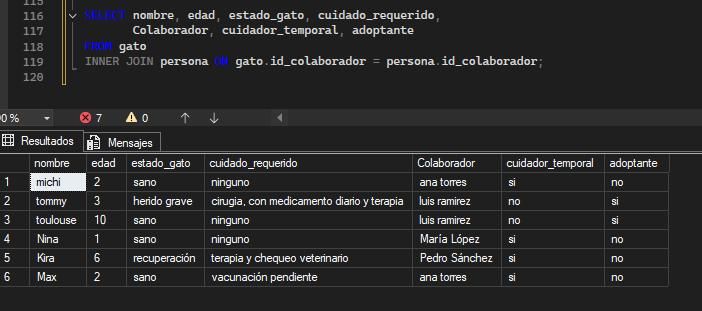 115
116 SELECT nombre, edad, estado_gato, cuidado_requerido,
117 Colaborador, cuidador_temporal, adoptante
118 FROM gato
119 INNER JOIN persona ON gato.id_colaborador = persona.id_colaborador;
120
00 % 7 0
Resultados Mensajes
nombre edad estado_gato cuidado_requerido Colaborador cuidador_temporal adoptante
1 michi 2 sano ninguno ana torres si no
2 tommy 3 herido grave cirugia, con medicamento diario y terapia luis ramirez no si
3 toulouse 10 sano ninguno luis ramirez no si
4 Nina 1 sano ninguno María López si no
5 Kira 6 recuperación terapia y chequeo veterinario Pedro Sánchez si no
6 Max 2 sano vacunación pendiente ana torres si no